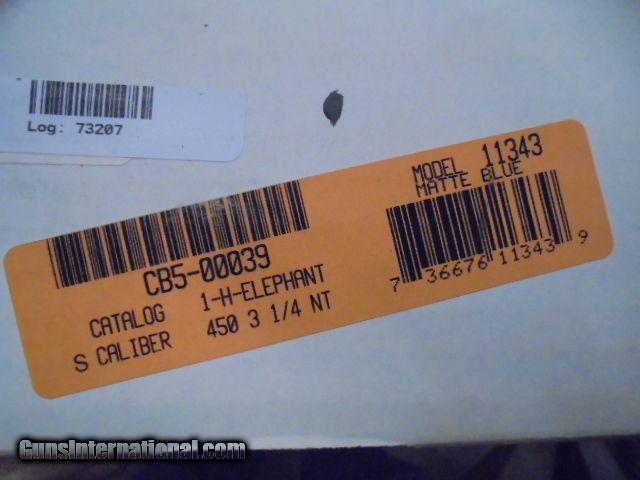 Log: 73207
CB5-00039
CATALOG 1-H-ELEPHANT
S CALIBER 450 3 1/4 NT
MODEL 11343
MATTE BLUE
7 36676 11343 9
GunsInternational.com